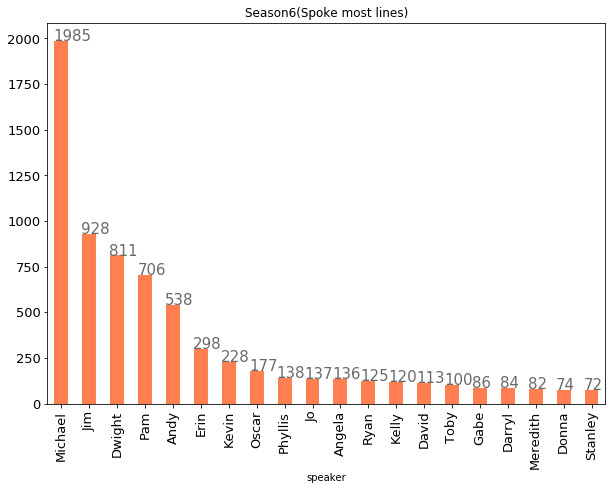 Season6(Spoke most lines)
2000
1750
1500
1250
1000
750
500
250
0
1985
928
811
706
538
298
228
177
138
137
136
125
120
113
100
86
84
82
74
72
Michael
Jim
Dwight
Pam
Andy
Erin
Kevin
Oscar
Phyllis
Jo
Angela
Ryan
Kelly
David
Toby
Gabe
Darryl
Meredith
Donna
Stanley
speaker